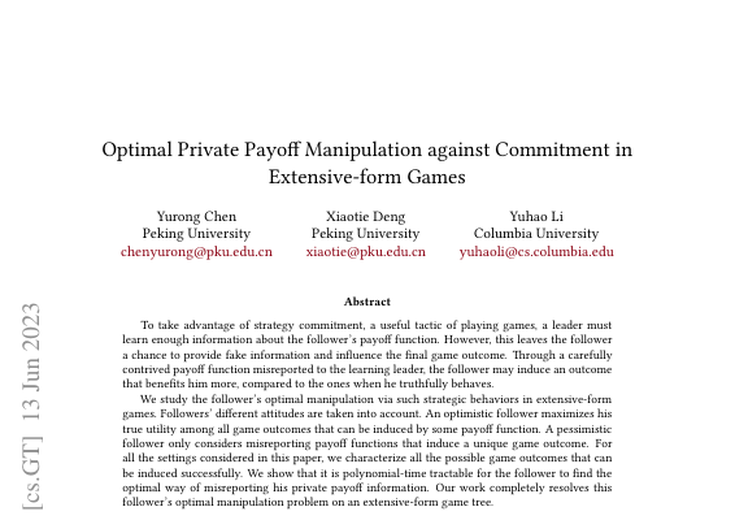 Optimal Private Payoff Manipulation against Commitment in
Extensive-form Games
Yurong Chen
Peking University
chenyurong@pku.edu.cn
Xiaotie Deng
Peking University
xiaotie@pku.edu.cn
Yuhao Li
Columbia University
yuhaoli@cs.columbia.edu
Abstract
To take advantage of strategy commitment, a useful tactic of playing games, a leader must
learn enough information about the follower's payoff function. However, this leaves the follower
a chance to provide fake information and influence the final game outcome. Through a carefully
contrived payoff function misreported to the learning leader, the follower may induce an outcome
that benefits him more, compared to the ones when he truthfully behaves.
We study the follower's optimal manipulation via such strategic behaviors in extensive-form
games. Followers' different attitudes are taken into account. An optimistic follower maximizes his
true utility among all game outcomes that can be induced by some payoff function. A pessimistic
follower only considers misreporting payoff functions that induce a unique game outcome. For
all the settings considered in this paper, we characterize all the possible game outcomes that can
be induced successfully. We show that it is polynomial-time tractable for the follower to find the
optimal way of misreporting his private payoff information. Our work completely resolves this
follower's optimal manipulation problem on an extensive-form game tree.
[cs.GT] 13 Jun 2023